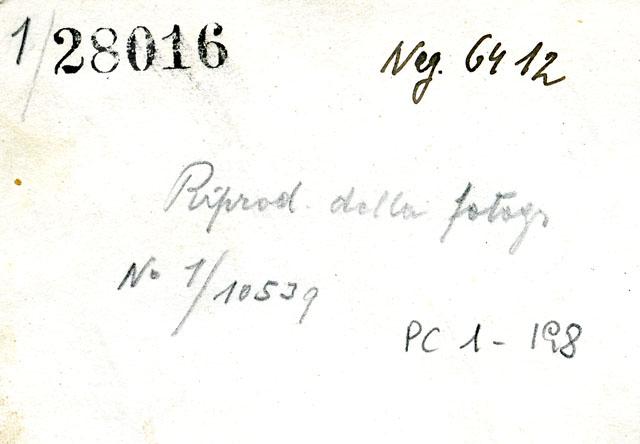 1/28016
Neg. 6412
Riprod. della fotogr.
No 1/10539
PC 1 - 198